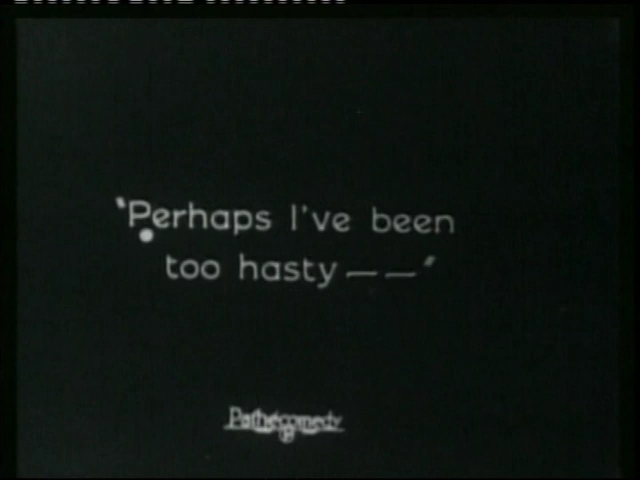 "Perhaps I've been
too hasty — — "
Pathécomedy